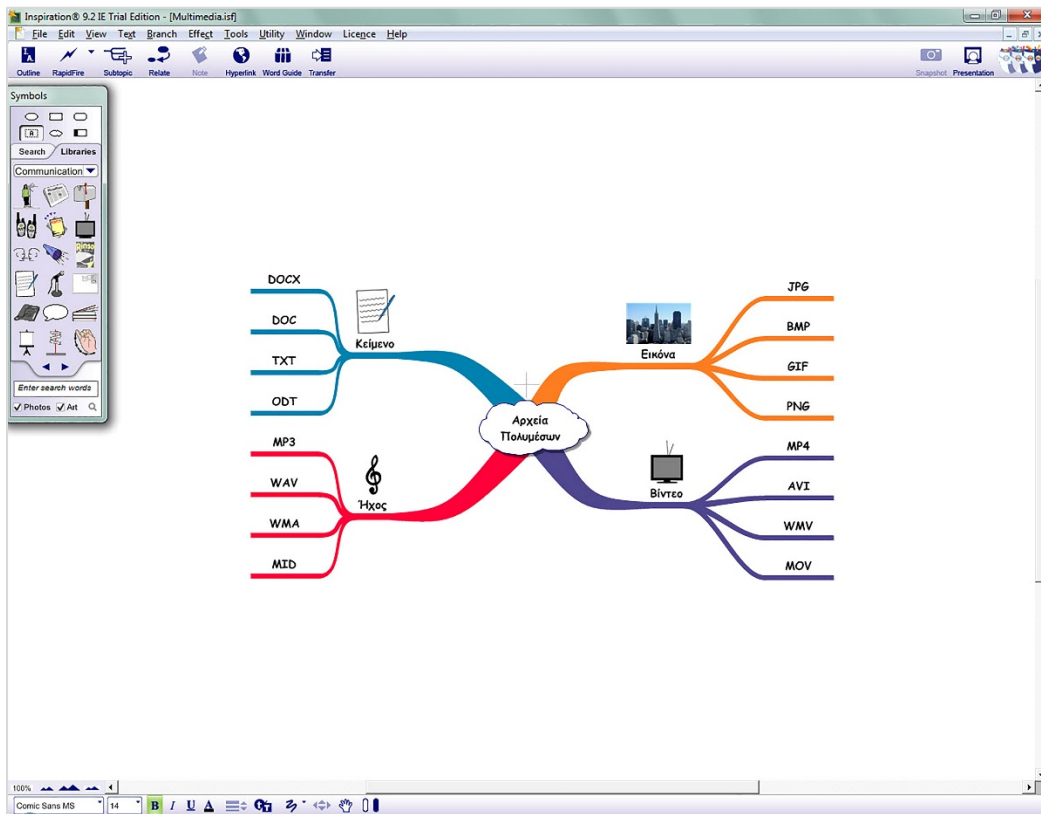 Inspiration® 9.2 IE Trial Edition - [Multimedia.isf]
File Edit View Text Branch Effect Tools Utility Window Licence Help
Outline RapidFire Subtopic Relate Note Hyperlink Word Guide Transfer Snapshot Presentation
Symbols
A
Search Libraries
Communication
Enter search words
Photos Art
DOCX
DOC
TXT
ODT
Κείμενο
MP3
WAV
WMA
MID
Ήχος
Αρχεία
Πολυμέσων
Εικόνα
JPG
BMP
GIF
PNG
Βίντεο
MP4
AVI
WMV
MOV
100%
Comic Sans MS 14 B I U A